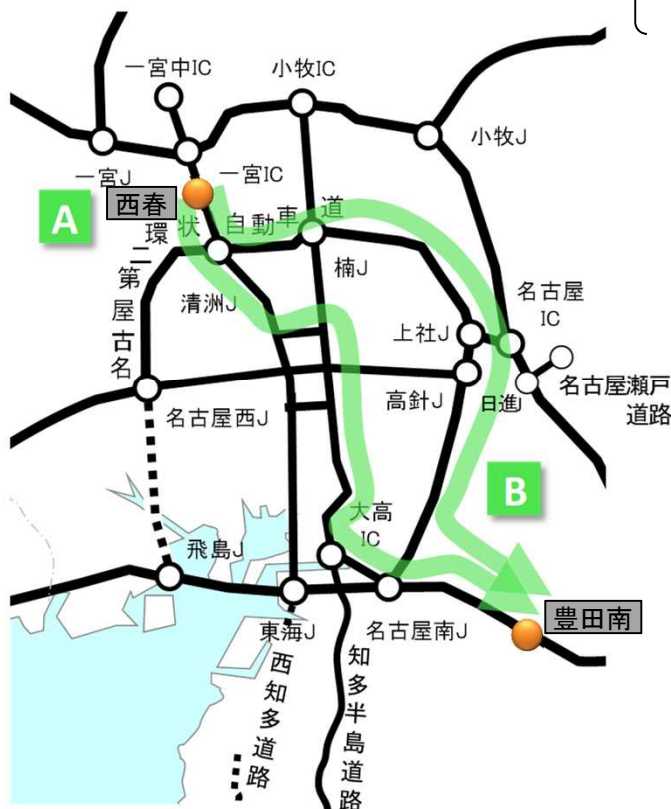 一宮中IC
小牧IC
小牧J
一宮J
一宮IC
西春
A
名古屋第二環状自動車道
楠J
清洲J
名古屋
IC
上社J
高針J
日進J
名古屋瀬戸
道路
名古屋西J
B
大高
IC
飛島J
東海J
名古屋南J
豊田南
西知多道路
知多半島道路